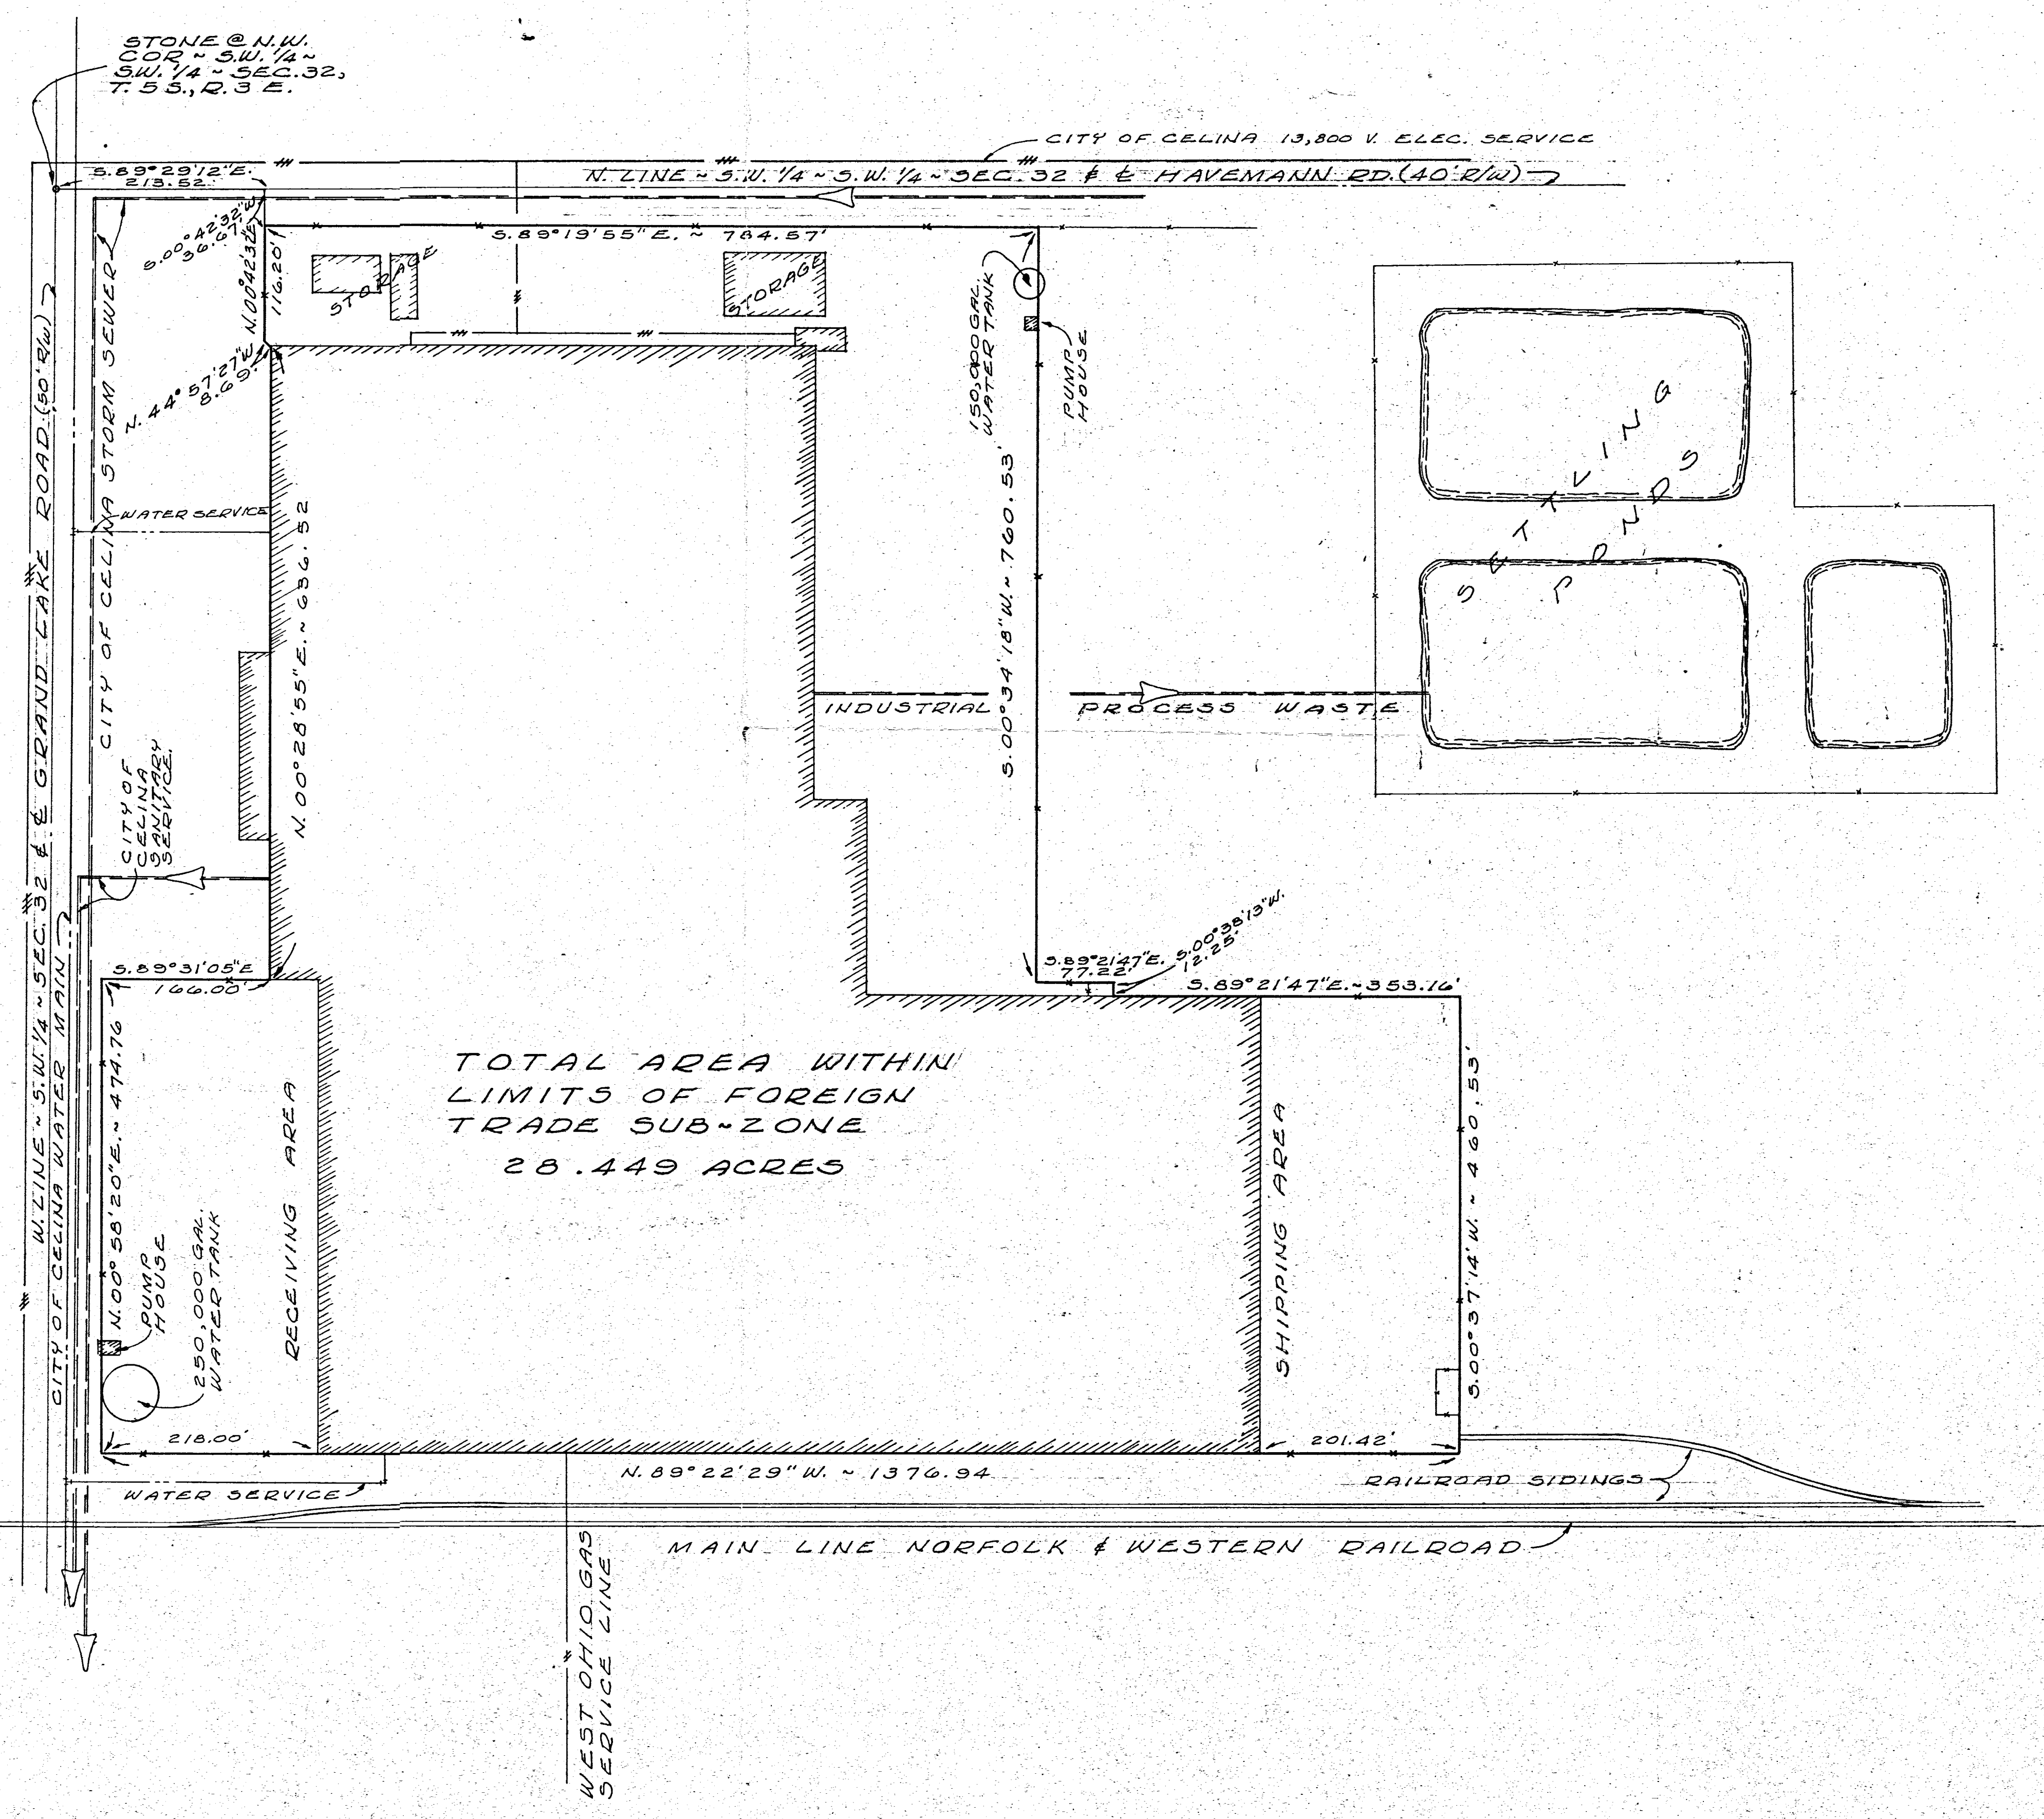 STONE @ N.W.
COR ~ S.W. 1/4 ~
S.W. 1/4 ~ SEC. 32,
T. 5 S., R. 3 E.
CITY OF CELINA 13,800 V. ELEC. SERVICE
N. LINE ~ S.W. 1/4 ~ S.W. 1/4 ~ SEC. 32 & ℄ HAVEMANN RD. (40' R/W)
S.89°29'12"E.
213.52'
S.00°42'32"W.
36.67'
N.00°42'32"E.
116.20'
S.89°19'55"E. ~ 784.57'
STORAGE
STORAGE
150,000 GAL.
WATER TANK
PUMP
HOUSE
N. 44°57'27"W.
8.69'
CITY OF CELINA STORM SEWER
W. LINE ~ S.W. 1/4 ~ SEC. 32 & ℄ GRAND LAKE ROAD (50' R/W)
CITY OF CELINA WATER MAIN
WATER SERVICE
N. 00°28'55"E. ~ 636.52
S.00°34'18"W. ~ 760.53'
SETTLING
PONDS
INDUSTRIAL PROCESS WASTE
CITY OF
CELINA
SANITARY
SERVICE
S.89°31'05"E
166.00'
S.89°21'47"E.
77.22'
S.00°38'13"W.
12.25'
S.89°21'47"E. ~ 353.16'
N.00°58'20"E. ~ 474.76
TOTAL AREA WITHIN
LIMITS OF FOREIGN
TRADE SUB~ZONE
28.449 ACRES
RECEIVING AREA
SHIPPING AREA
S.00°37'14"W. ~ 460.53'
PUMP
HOUSE
250,000 GAL.
WATER TANK
218.00'
201.42'
N.89°22'29"W. ~ 1376.94
WATER SERVICE
RAILROAD SIDINGS
MAIN LINE NORFOLK & WESTERN RAILROAD
WEST OHIO GAS
SERVICE LINE